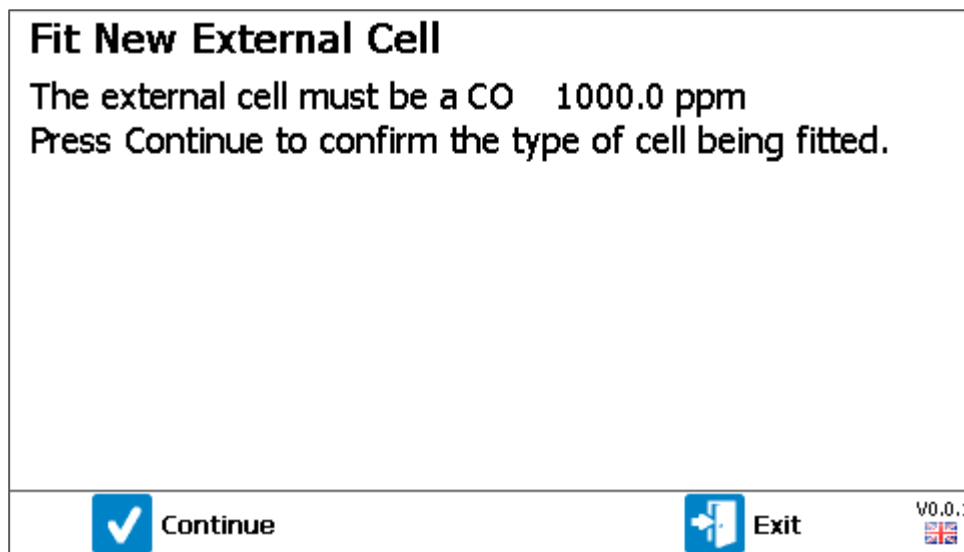 Fit New External Cell
The external cell must be a CO 1000.0 ppm
Press Continue to confirm the type of cell being fitted.
Continue
Exit